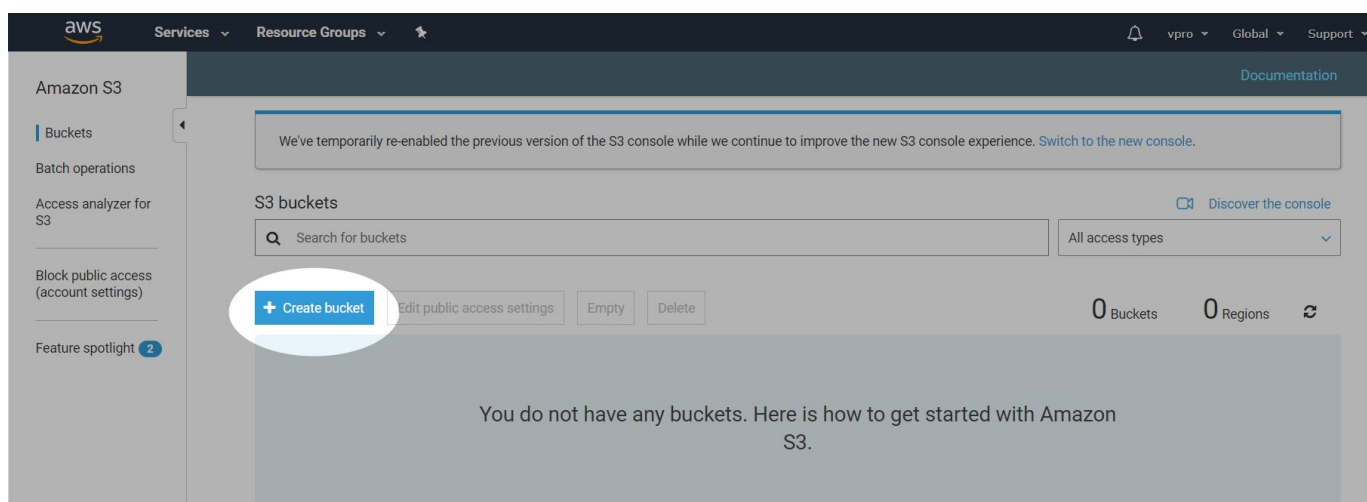 aws
Services
Resource Groups
vpro
Global
Support
Amazon S3
Documentation
Buckets
Batch operations
Access analyzer for
S3
Block public access
(account settings)
Feature spotlight 2
We've temporarily re-enabled the previous version of the S3 console while we continue to improve the new S3 console experience. Switch to the new console.
S3 buckets
Discover the console
Search for buckets
All access types
+ Create bucket
Edit public access settings
Empty
Delete
0 Buckets
0 Regions
You do not have any buckets. Here is how to get started with Amazon
S3.